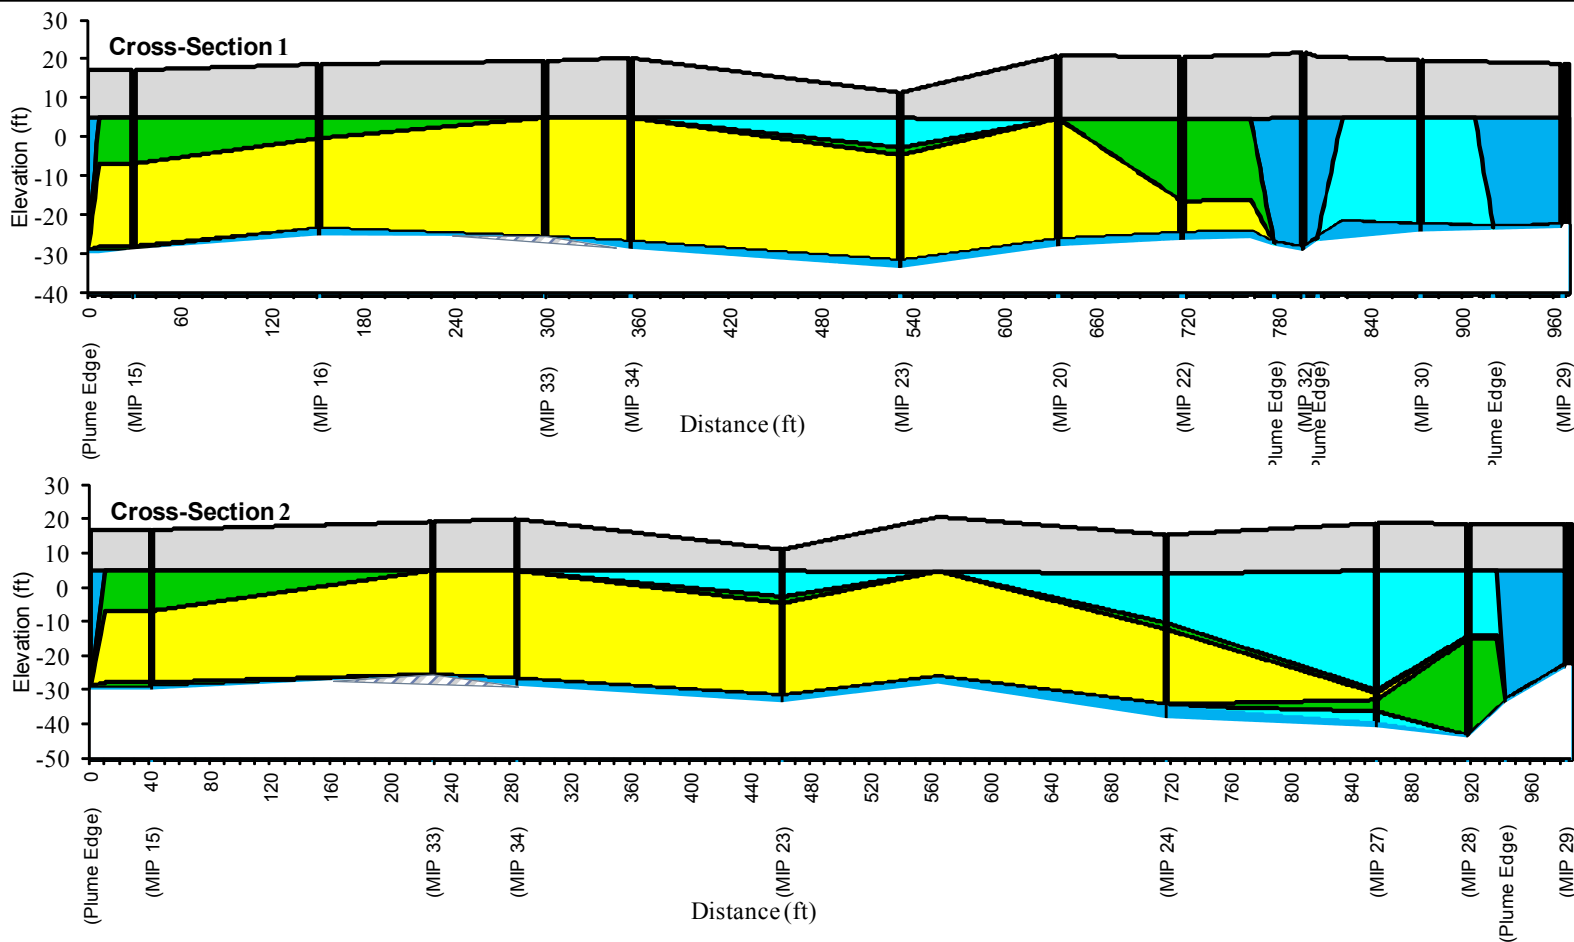 Cross-Section 1
Elevation (ft)
30
20
10
0
-10
-20
-30
-40
0
60
120
180
240
300
360
420
480
540
600
660
720
780
840
900
960
(Plume Edge)
(MIP 15)
(MIP 16)
(MIP 33)
(MIP 34)
(MIP 23)
(MIP 20)
(MIP 22)
Plume Edge)
(MIP 32)
Plume Edge)
(MIP 30)
Plume Edge)
(MIP 29)
Distance (ft)
Cross-Section 2
Elevation (ft)
30
20
10
0
-10
-20
-30
-40
-50
0
40
80
120
160
200
240
280
320
360
400
440
480
520
560
600
640
680
720
760
800
840
880
920
960
(Plume Edge)
(MIP 15)
(MIP 33)
(MIP 34)
(MIP 23)
(MIP 24)
(MIP 27)
(MIP 28)
(Plume Edge)
(MIP 29)
Distance (ft)